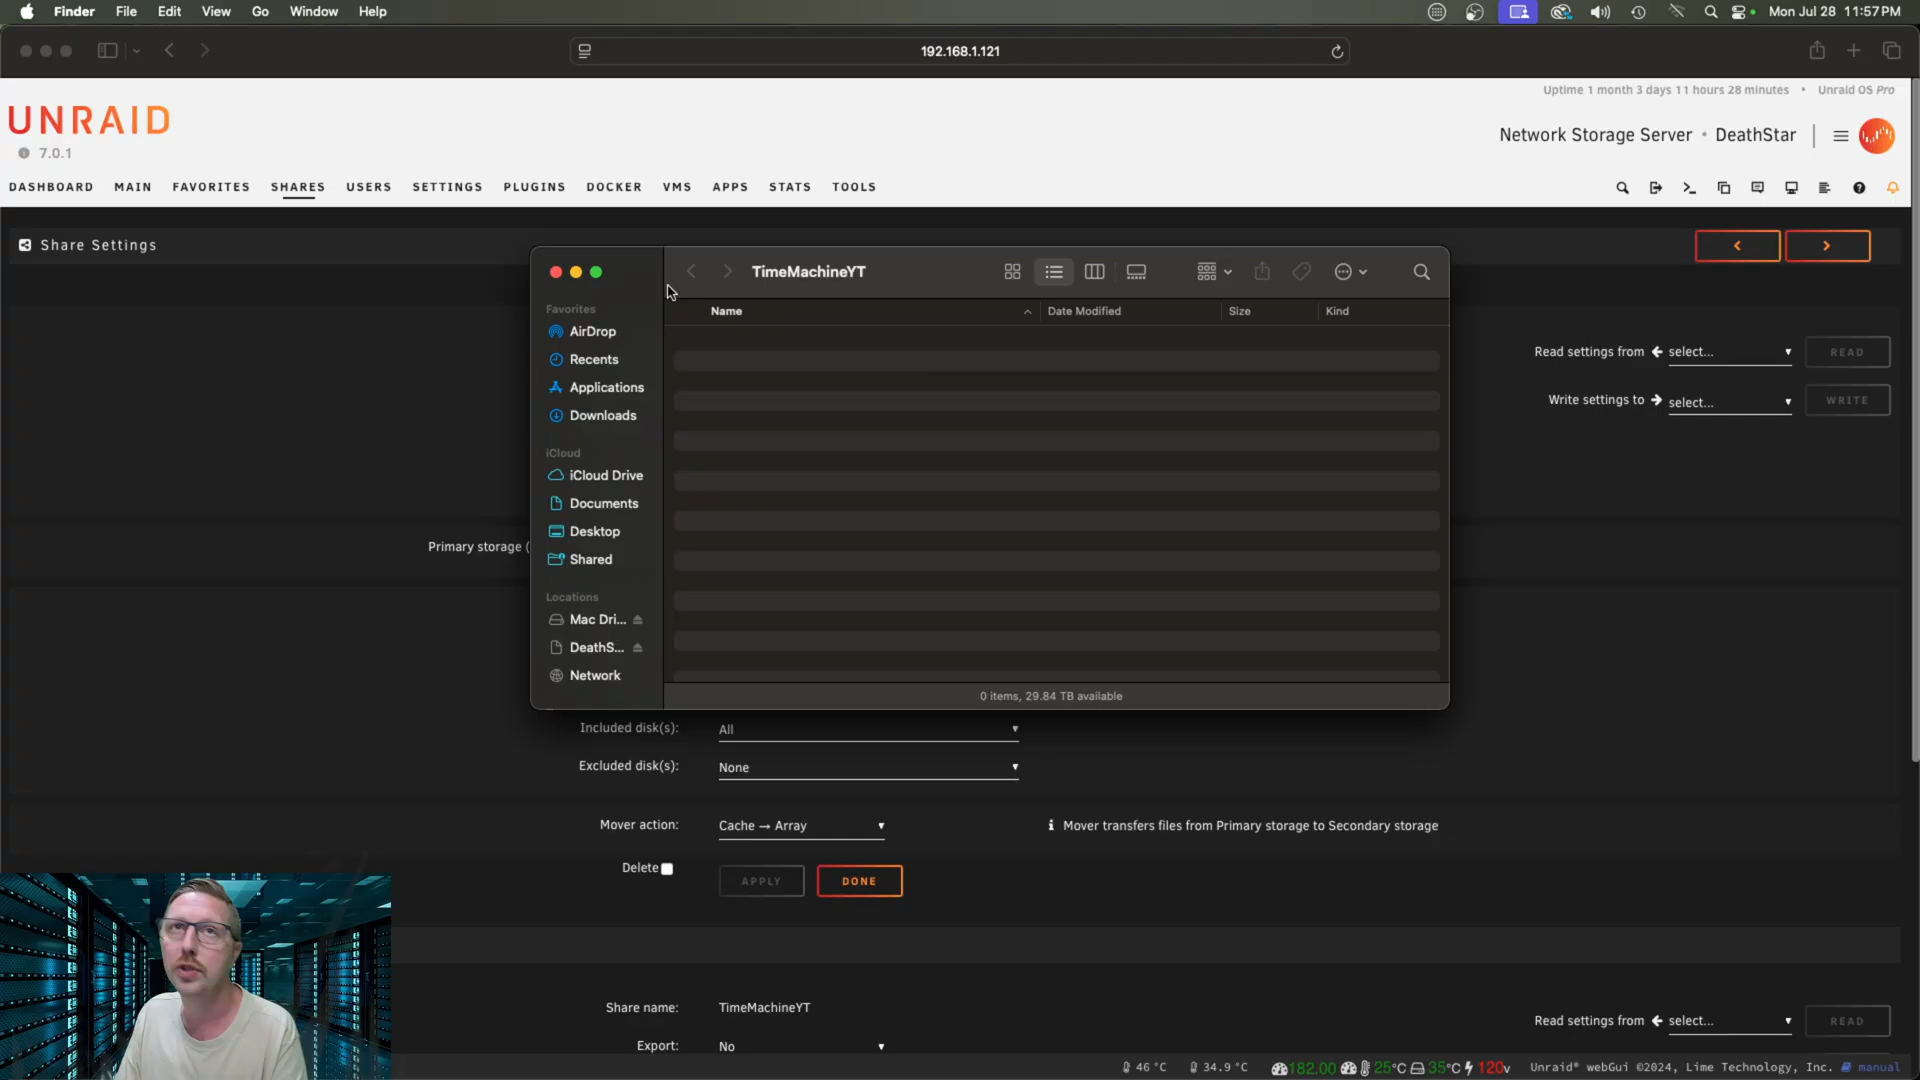 Finder File Edit View Go Window Help
Mon Jul 28 11:57 PM
192.168.1.121
Uptime 1 month 3 days 11 hours 28 minutes • Unraid OS Pro
UNRAID
7.0.1
Network Storage Server • DeathStar
DASHBOARD MAIN FAVORITES SHARES USERS SETTINGS PLUGINS DOCKER VMS APPS STATS TOOLS
Share Settings
TimeMachineYT
Favorites
AirDrop
Recents
Applications
Downloads
iCloud
iCloud Drive
Documents
Desktop
Shared
Locations
Mac Dri...
DeathS...
Network
Name Date Modified Size Kind
0 items, 29.84 TB available
Read settings from select... READ
Write settings to select... WRITE
Primary storage (
Included disk(s): All
Excluded disk(s): None
Mover action: Cache → Array
Mover transfers files from Primary storage to Secondary storage
Delete APPLY DONE
Share name: TimeMachineYT
Read settings from select... READ
Export: No
46 °C 34.9 °C 182.00 25°C 35°C 120v Unraid® webGui ©2024, Lime Technology, Inc. manual